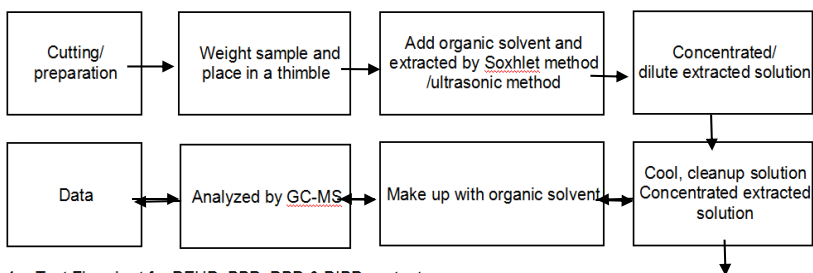 Cutting/
preparation
Weight sample and
place in a thimble
Add organic solvent and
extracted by Soxhlet method
/ultrasonic method
Concentrated/
dilute extracted solution
Data
Analyzed by GC-MS
Make up with organic solvent
Cool, cleanup solution
Concentrated extracted
solution